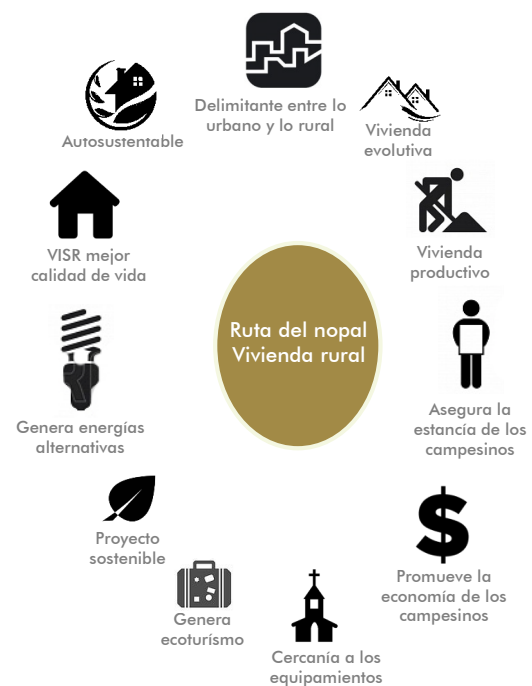 Delimitante entre lo
urbano y lo rural
Vivienda
evolutiva
Vivienda
productivo
Asegura la
estancía de los
campesinos
Promueve la
economía de los
campesinos
Cercanía a los
equipamientos
Genera
ecoturísmo
Proyecto
sostenible
Genera energías
alternativas
VISR mejor
calidad de vida
Autosustentable
Ruta del nopal
Vivienda rural